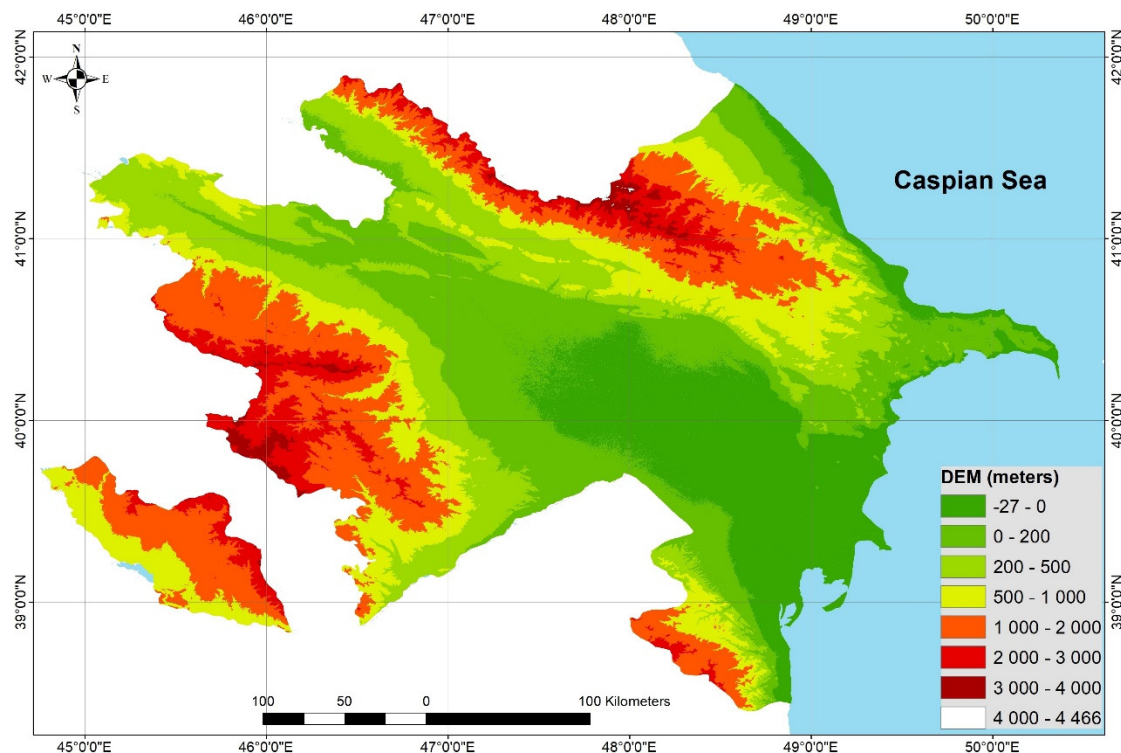 45°0'0"E 46°0'0"E 47°0'0"E 48°0'0"E 49°0'0"E 50°0'0"E
42°0'0"N 42°0'0"N
N
W E
S
Caspian Sea
41°0'0"N 41°0'0"N
40°0'0"N 40°0'0"N
DEM (meters)
-27 - 0
0 - 200
200 - 500
500 - 1 000
39°0'0"N 39°0'0"N
1 000 - 2 000
2 000 - 3 000
3 000 - 4 000
4 000 - 4 466
100 50 0 100 Kilometers
45°0'0"E 46°0'0"E 47°0'0"E 48°0'0"E 49°0'0"E 50°0'0"E